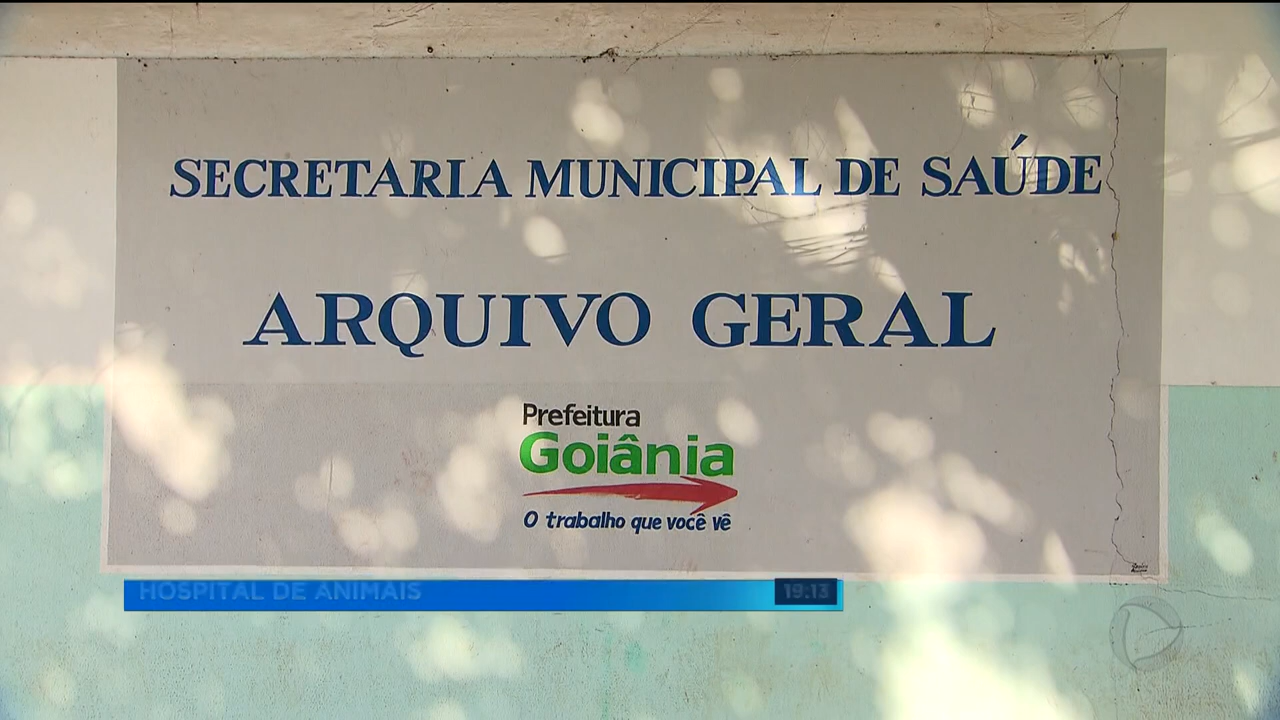 SECRETARIA MUNICIPAL DE SAÚDE
ARQUIVO GERAL
Prefeitura
Goiânia
O trabalho que você vê
HOSPITAL DE ANIMAIS 19:13